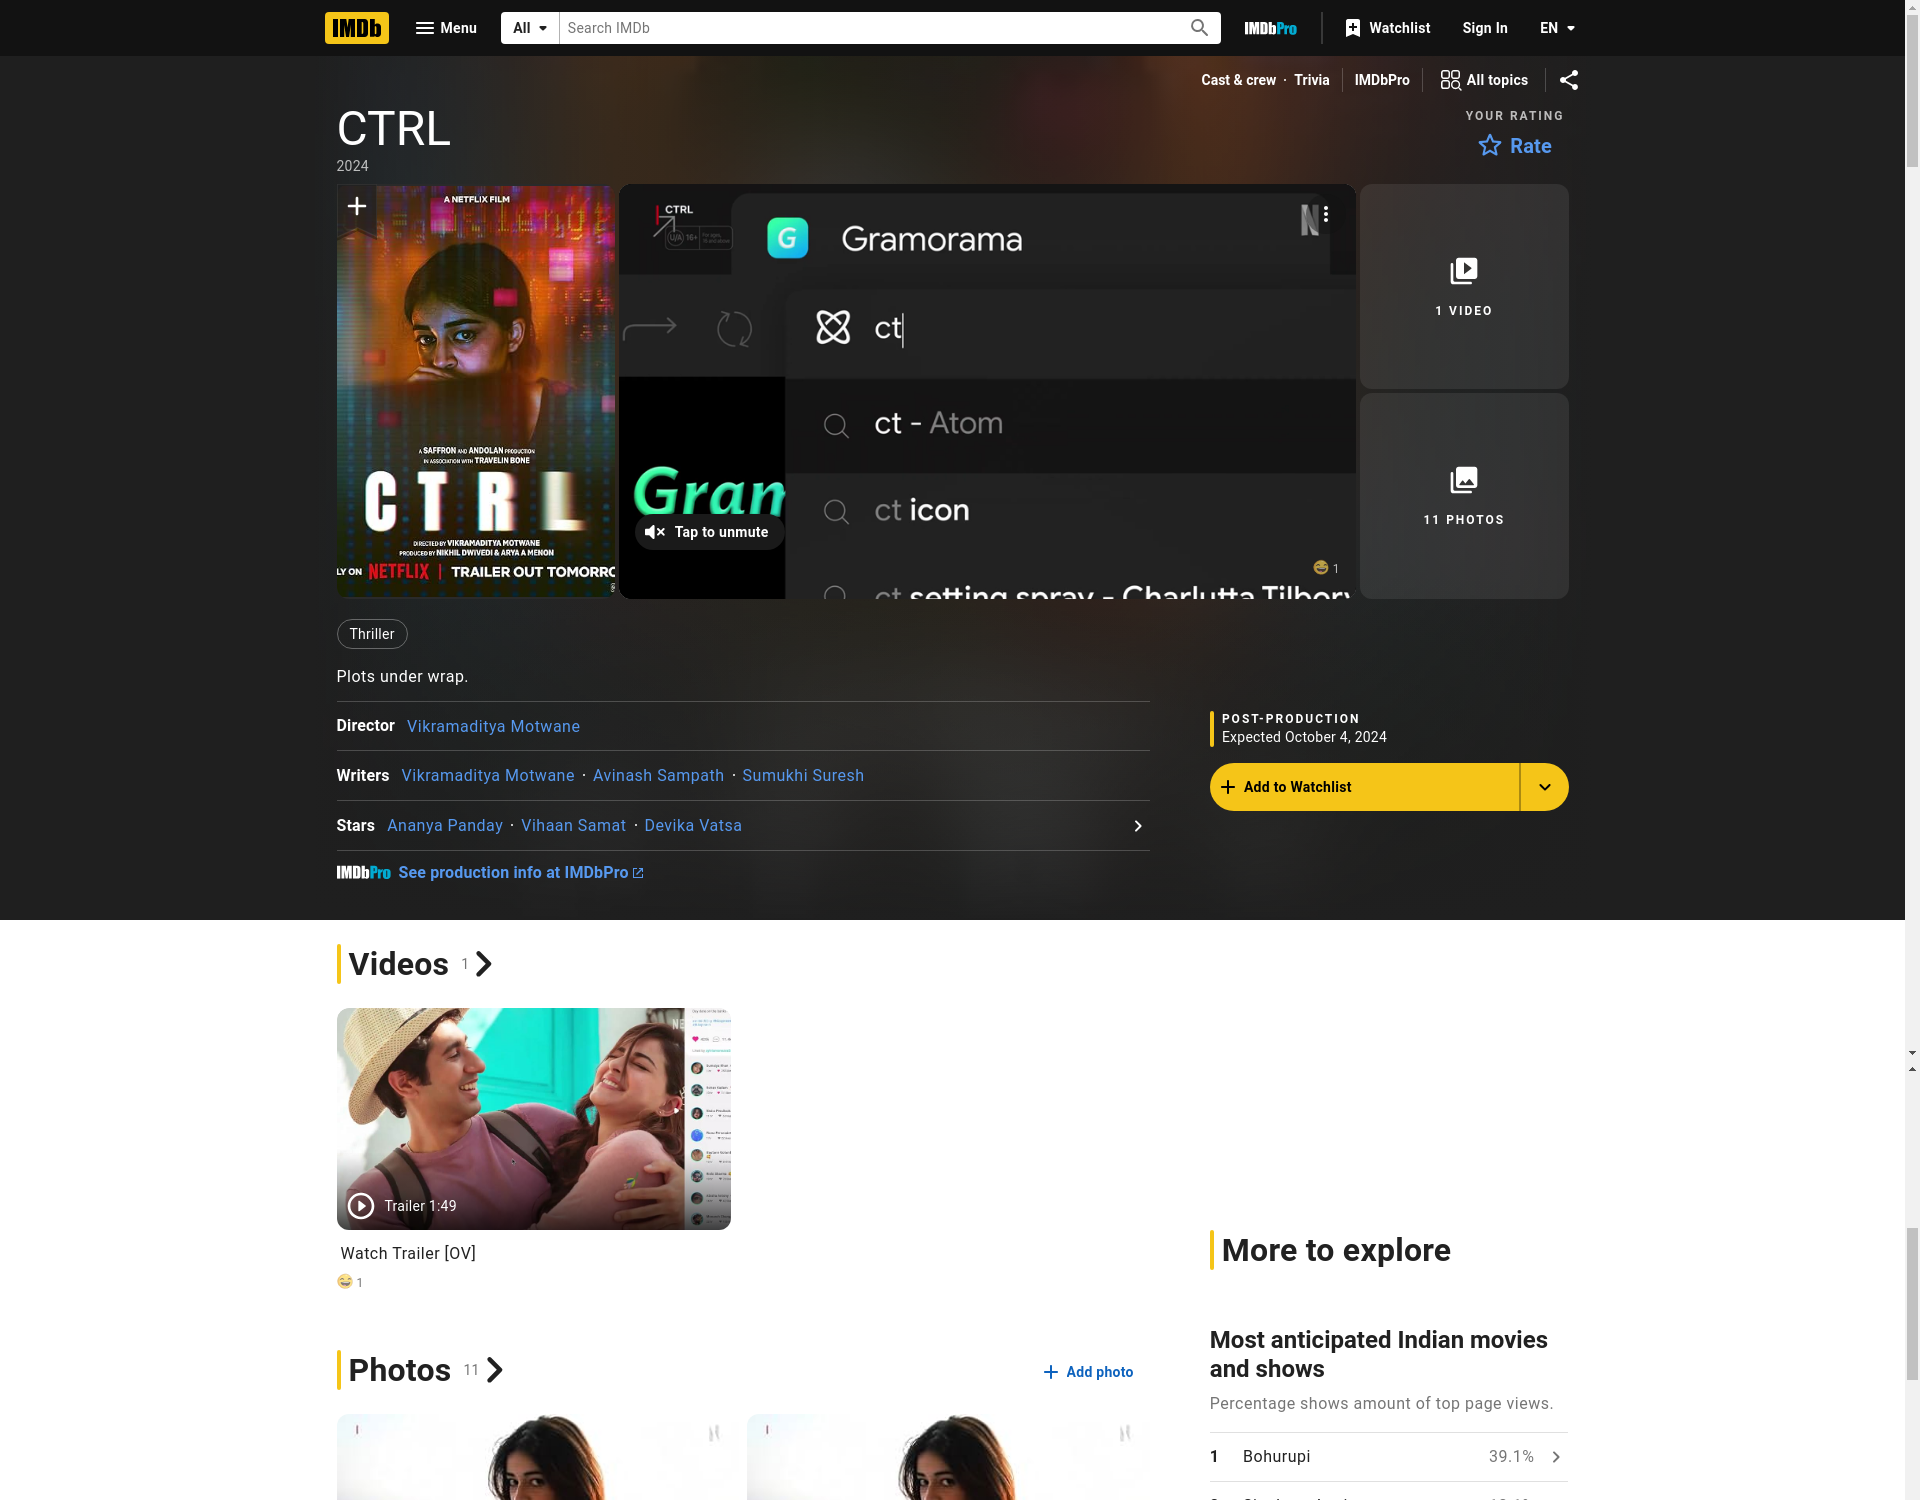 IMDb
Menu
All
Search IMDb
IMDbPro
Watchlist
Sign In
EN
Cast & crew · Trivia
IMDbPro
All topics
CTRL
2024
YOUR RATING
Rate
A NETFLIX FILM
A SAFFRON AND ANDOLAN PRODUCTION
IN ASSOCIATION WITH TRAVELIN BONE
CTRL
DIRECTED BY VIKRAMADITYA MOTWANE
PRODUCED BY NIKHIL DWIVEDI & ARYA A MENON
LY ON NETFLIX | TRAILER OUT TOMORRO
CTRL
U/A 16+
N
G
Gramorama
ct
ct - Atom
ct icon
ct setting spray - Charlutta Tilbory
Gram
Tap to unmute
1
1 VIDEO
11 PHOTOS
Thriller
Plots under wrap.
Director Vikramaditya Motwane
Writers Vikramaditya Motwane · Avinash Sampath · Sumukhi Suresh
Stars Ananya Panday · Vihaan Samat · Devika Vatsa
IMDbPro See production info at IMDbPro
POST-PRODUCTION
Expected October 4, 2024
Add to Watchlist
Videos 1
Trailer 1:49
Watch Trailer [OV]
1
Photos 11
Add photo
More to explore
Most anticipated Indian movies
and shows
Percentage shows amount of top page views.
1 Bohurupi 39.1%